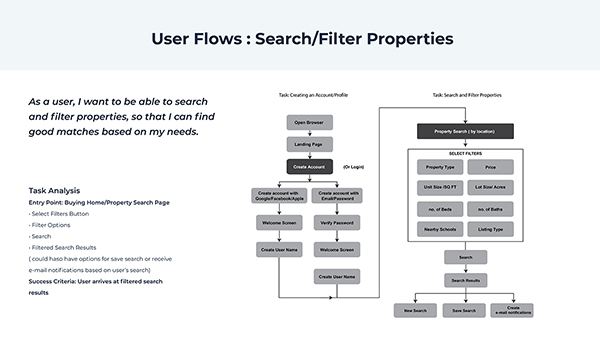 User Flows : Search/Filter Properties
As a user, I want to be able to search
and filter properties, so that I can find
good matches based on my needs.
Task Analysis
Entry Point: Buying Home/Property Search Page
- Select Filters Button
- Filter Options
- Search
- Filtered Search Results
( could haso have options for save search or receive
e-mail notifications based on user's search)
Success Criteria: User arrives at filtered search
results
Task: Creating an Account/Profile
Open Browser
Landing Page
Create Account
(Or Login)
Create account with
Google/Facebook/Apple
Create account with
Email/Password
Welcome Screen
Verify Password
Create User Name
Welcome Screen
Create User Name
Task: Search and Filter Properties
Property Search ( by location)
SELECT FILTERS
Property Type
Price
Unit Size /SQ FT
Lot Size/ Acres
no. of Beds
no. of Baths
Nearby Schools
Listing Type
Search
Search Results
New Search
Save Search
Create
e-mail notifications